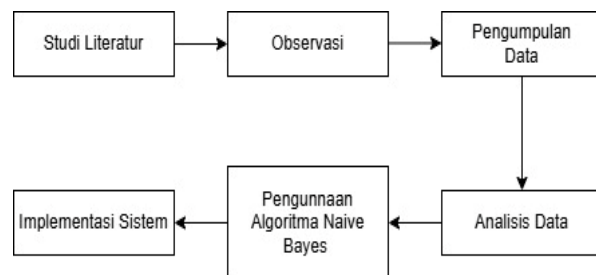 Studi Literatur
Observasi
Pengumpulan
Data
Analisis Data
Pengunnaan
Algoritma Naive
Bayes
Implementasi Sistem